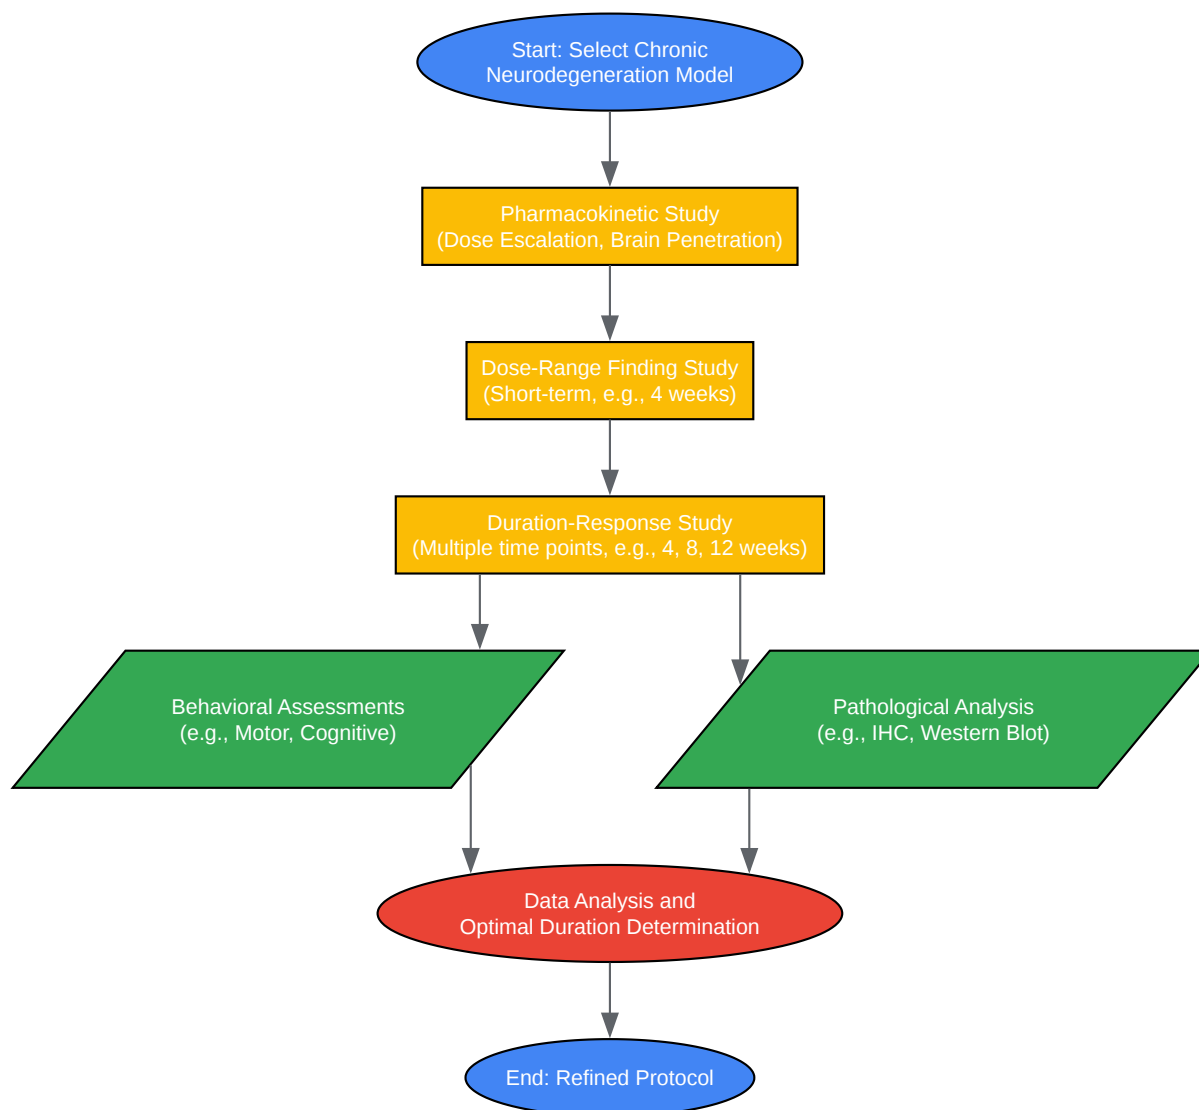 Start: Select Chronic
Neurodegeneration Model
Pharmacokinetic Study
(Dose Escalation, Brain Penetration)
Dose-Range Finding Study
(Short-term, e.g., 4 weeks)
Duration-Response Study
(Multiple time points, e.g., 4, 8, 12 weeks)
Behavioral Assessments
(e.g., Motor, Cognitive)
Pathological Analysis
(e.g., IHC, Western Blot)
Data Analysis and
Optimal Duration Determination
End: Refined Protocol